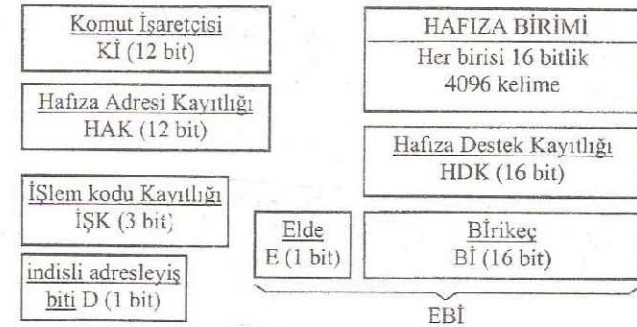 Komut İşaretçisi
Kİ (12 bit)
Hafıza Adresi Kayıtlığı
HAK (12 bit)
İŞlem kodu Kayıtlığı
İŞK (3 bit)
indisli adresleyiş
biti D (1 bit)
HAFIZA BİRİMİ
Her birisi 16 bitlik
4096 kelime
Hafıza Destek Kayıtlığı
HDK (16 bit)
Elde
E (1 bit)
Bİrikeç
Bİ (16 bit)
EBİ